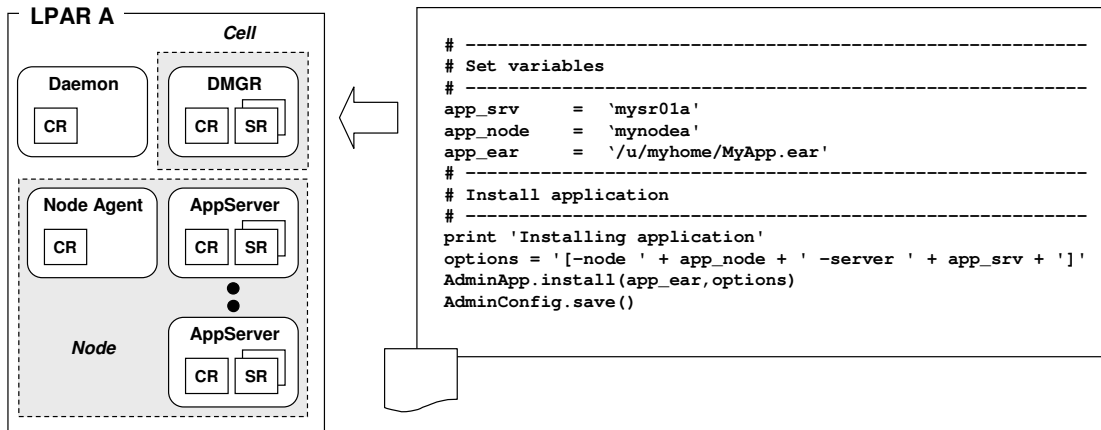 LPAR A
Cell
Daemon
CR
DMGR
CR SR
Node Agent
CR
AppServer
CR SR
AppServer
CR SR
Node
# ----------------------------------------------------------
# Set variables
# ----------------------------------------------------------
app_srv = ‘mysr01a'
app_node = ‘mynodea'
app_ear = ‘/u/myhome/MyApp.ear'
# ----------------------------------------------------------
# Install application
# ----------------------------------------------------------
print 'Installing application'
options = '[-node ' + app_node + ' -server ' + app_srv + ']'
AdminApp.install(app_ear,options)
AdminConfig.save()